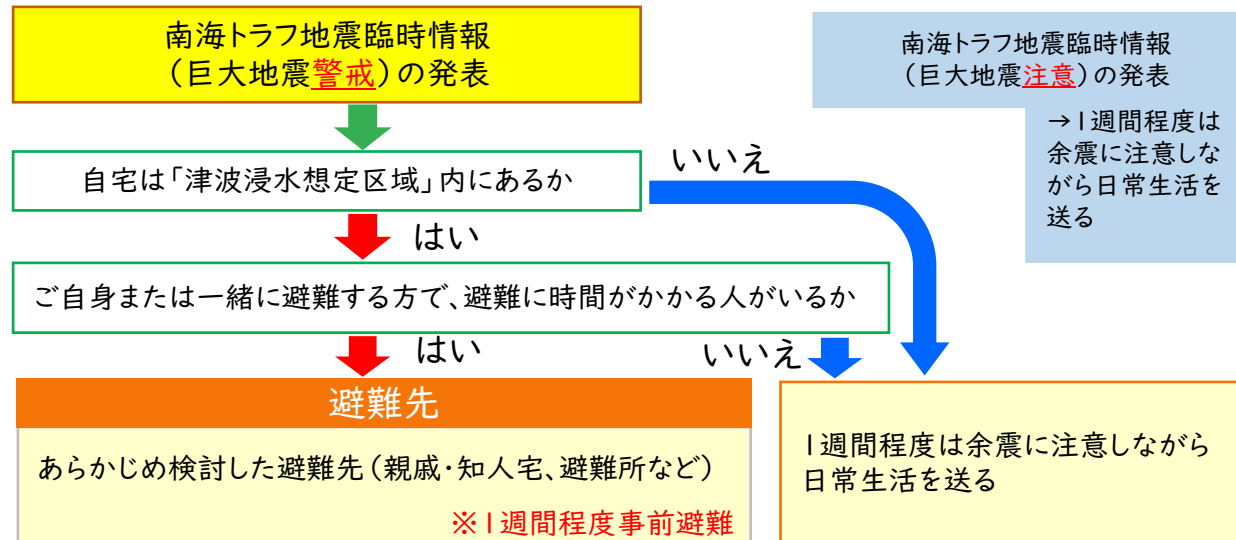 南海トラフ地震臨時情報
（巨大地震警戒）の発表
南海トラフ地震臨時情報
（巨大地震注意）の発表
→1週間程度は
余震に注意しな
がら日常生活を
送る
自宅は「津波浸水想定区域」内にあるか
いいえ
はい
ご自身または一緒に避難する方で、避難に時間がかかる人がいるか
はい
いいえ
避難先
あらかじめ検討した避難先（親戚・知人宅、避難所など）
※1週間程度事前避難
1週間程度は余震に注意しながら
日常生活を送る